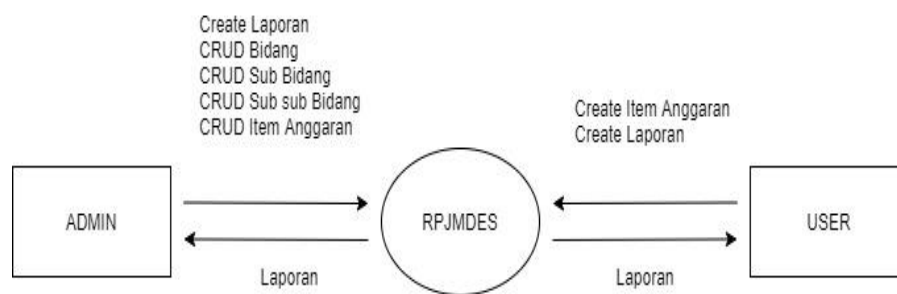 Create Laporan
CRUD Bidang
CRUD Sub Bidang
CRUD Sub sub Bidang
CRUD Item Anggaran
Create Item Anggaran
Create Laporan
ADMIN
RPJMDES
USER
Laporan
Laporan